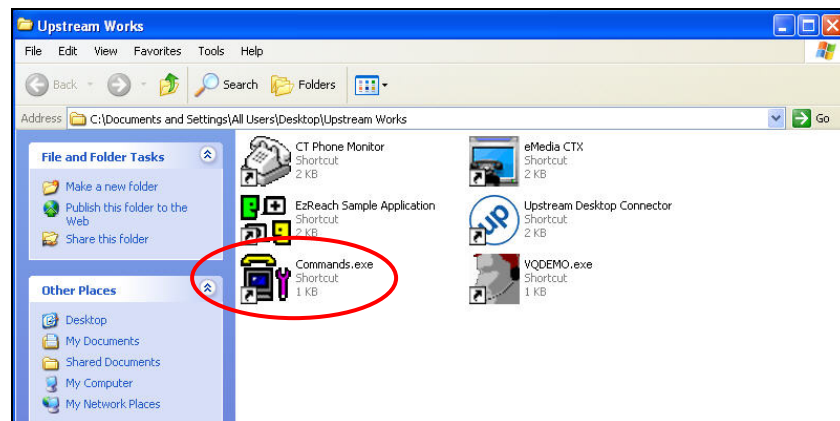 Upstream Works
File Edit View Favorites Tools Help
Back Search Folders
Address C:\Documents and Settings\All Users\Desktop\Upstream Works Go
File and Folder Tasks
Make a new folder
Publish this folder to the
Web
Share this folder
Other Places
Desktop
My Documents
Shared Documents
My Computer
My Network Places
CT Phone Monitor
Shortcut
2 KB
eMedia CTX
Shortcut
2 KB
EzReach Sample Application
Shortcut
2 KB
up
Upstream Desktop Connector
Shortcut
2 KB
Commands.exe
Shortcut
1 KB
VQDEMO.exe
Shortcut
1 KB